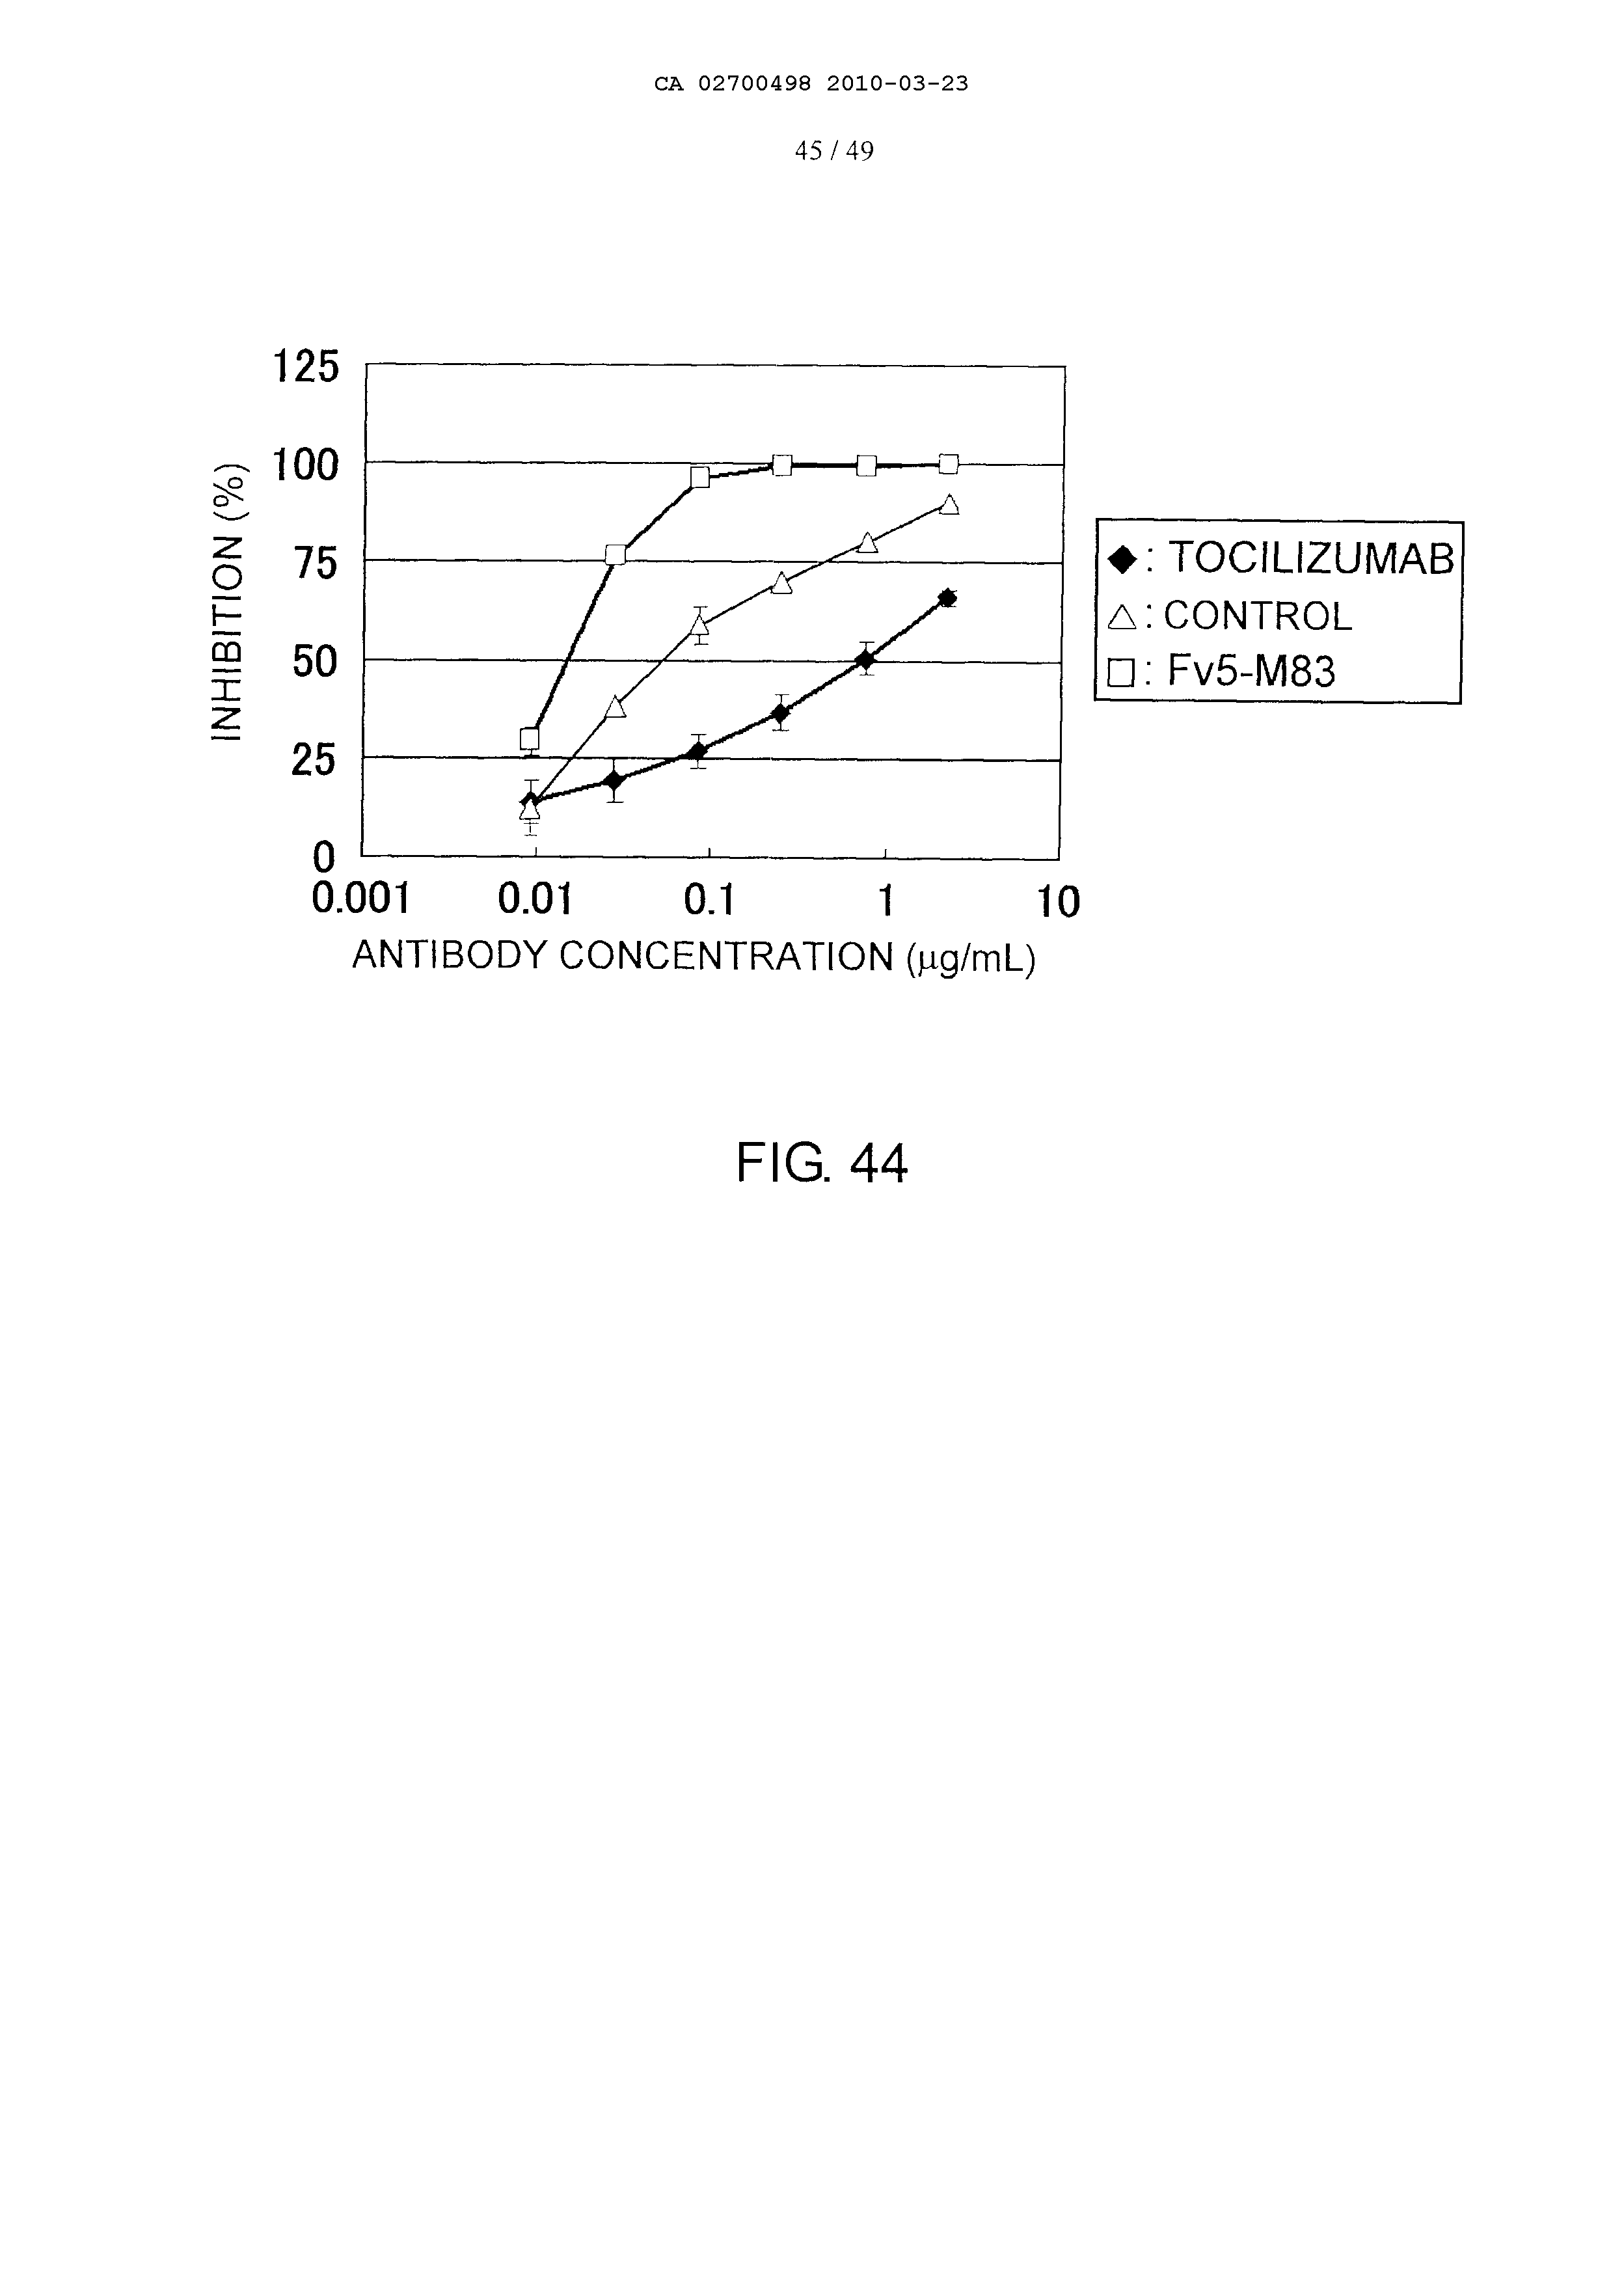 CA 02700498 2010-03-23
45 / 49
125
100
75
50
25
0
INHIBITION (%)
0.001 0.01 0.1 1 10
ANTIBODY CONCENTRATION (µg/mL)
◆: TOCILIZUMAB
△: CONTROL
□: Fv5-M83
FIG. 44